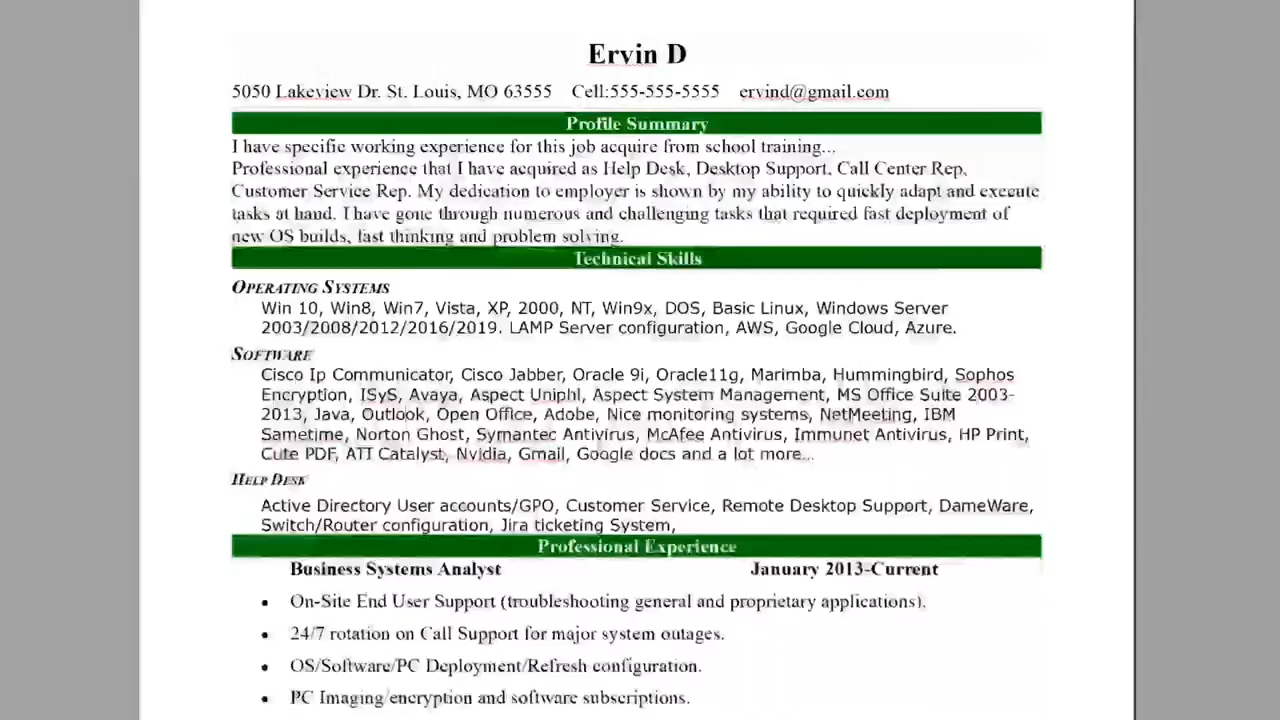 Ervin D
5050 Lakeview Dr. St. Louis, MO 63555 Cell:555-555-5555 ervind@gmail.com
Profile Summary
I have specific working experience for this job acquire from school training...
Professional experience that I have acquired as Help Desk, Desktop Support, Call Center Rep,
Customer Service Rep. My dedication to employer is shown by my ability to quickly adapt and execute
tasks at hand. I have gone through numerous and challenging tasks that required fast deployment of
new OS builds, fast thinking and problem solving.
Technical Skills
OPERATING SYSTEMS
Win 10, Win8, Win7, Vista, XP, 2000, NT, Win9x, DOS, Basic Linux, Windows Server
2003/2008/2012/2016/2019. LAMP Server configuration, AWS, Google Cloud, Azure.
SOFTWARE
Cisco Ip Communicator, Cisco Jabber, Oracle 9i, Oracle11g, Marimba, Hummingbird, Sophos
Encryption, ISyS, Avaya, Aspect Uniphl, Aspect System Management, MS Office Suite 2003-
2013, Java, Outlook, Open Office, Adobe, Nice monitoring systems, NetMeeting, IBM
Sametime, Norton Ghost, Symantec Antivirus, McAfee Antivirus, Immunet Antivirus, HP Print,
Cute PDF, ATI Catalyst, Nvidia, Gmail, Google docs and a lot more...
HELP DESK
Active Directory User accounts/GPO, Customer Service, Remote Desktop Support, DameWare,
Switch/Router configuration, Jira ticketing System,
Professional Experience
Business Systems Analyst January 2013-Current
• On-Site End User Support (troubleshooting general and proprietary applications).
• 24/7 rotation on Call Support for major system outages.
• OS/Software/PC Deployment/Refresh configuration.
• PC Imaging/encryption and software subscriptions.